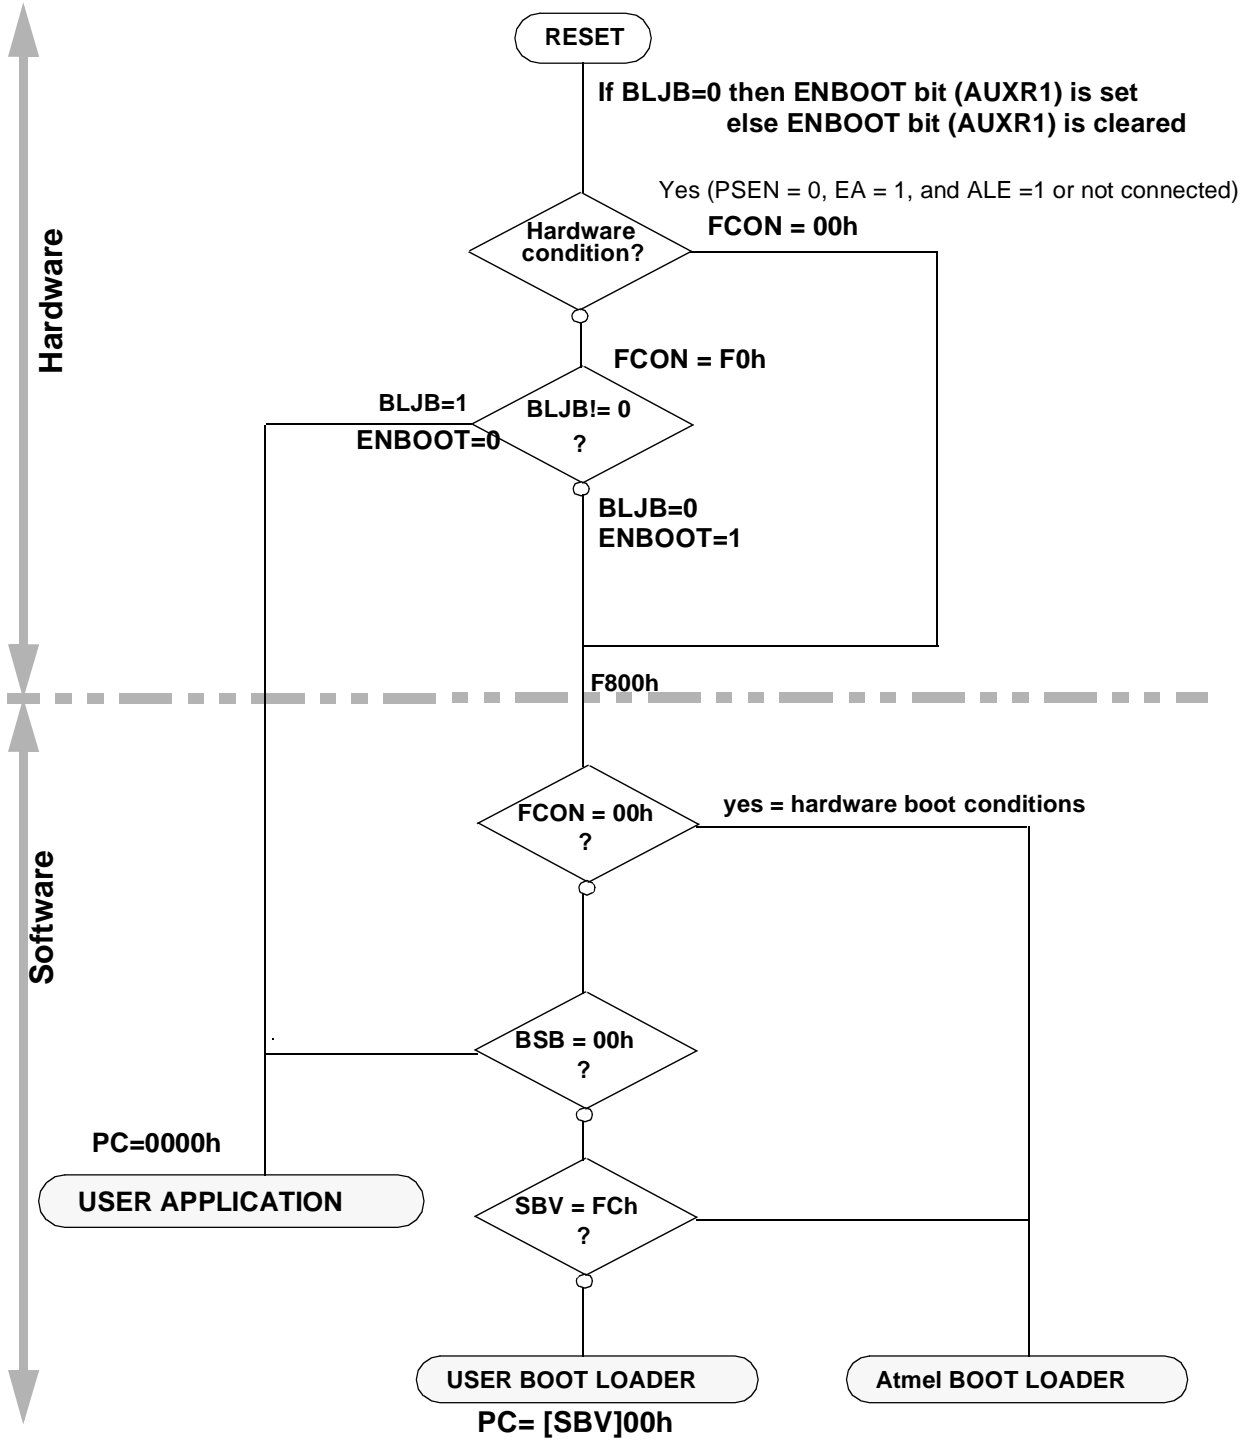 RESET
If BLJB=0 then ENBOOT bit (AUXR1) is set
else ENBOOT bit (AUXR1) is cleared
Yes (PSEN = 0, EA = 1, and ALE =1 or not connected)
FCON = 00h
Hardware
condition?
Hardware
FCON = F0h
BLJB=1
ENBOOT=0
BLJB!= 0
?
BLJB=0
ENBOOT=1
F800h
FCON = 00h
?
yes = hardware boot conditions
Software
BSB = 00h
?
PC=0000h
USER APPLICATION
SBV = FCh
?
USER BOOT LOADER
PC= [SBV]00h
Atmel BOOT LOADER